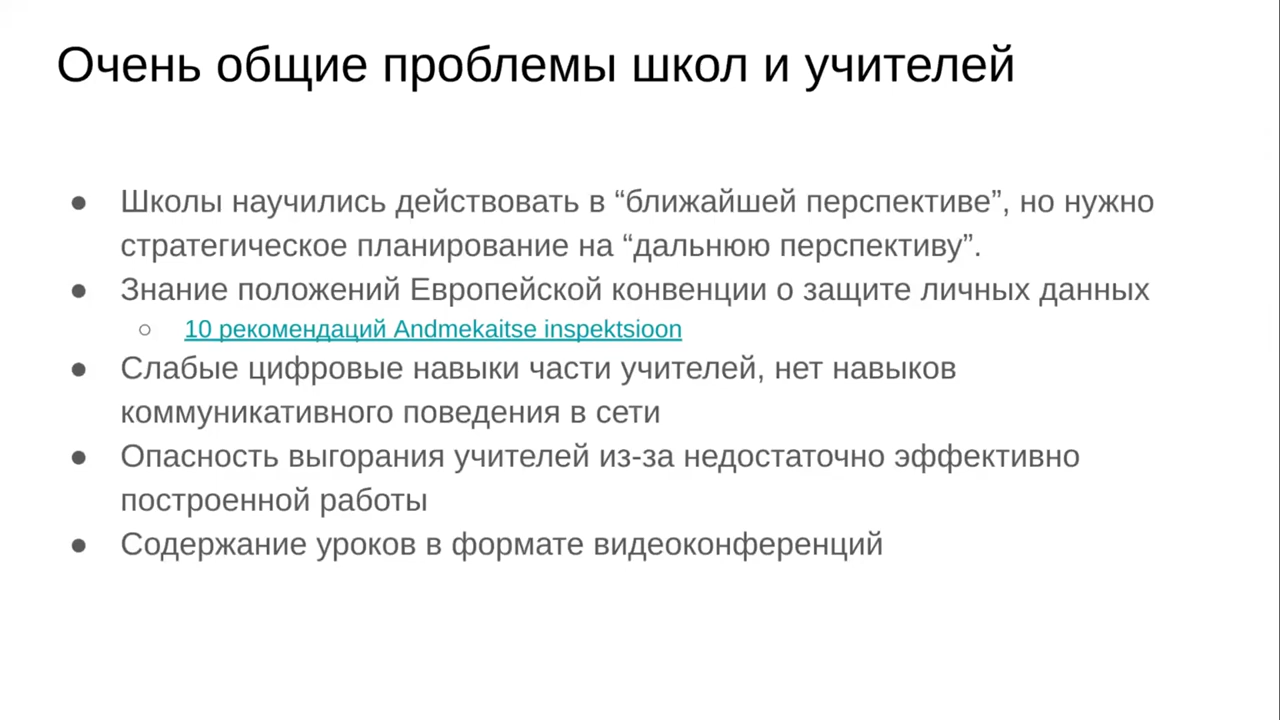 Очень общие проблемы школ и учителей
● Школы научились действовать в “ближайшей перспективе”, но нужно
стратегическое планирование на “дальнюю перспективу”.
● Знание положений Европейской конвенции о защите личных данных
○ 10 рекомендаций Andmekaitse inspektsioon
● Слабые цифровые навыки части учителей, нет навыков
коммуникативного поведения в сети
● Опасность выгорания учителей из-за недостаточно эффективно
построенной работы
● Содержание уроков в формате видеоконференций